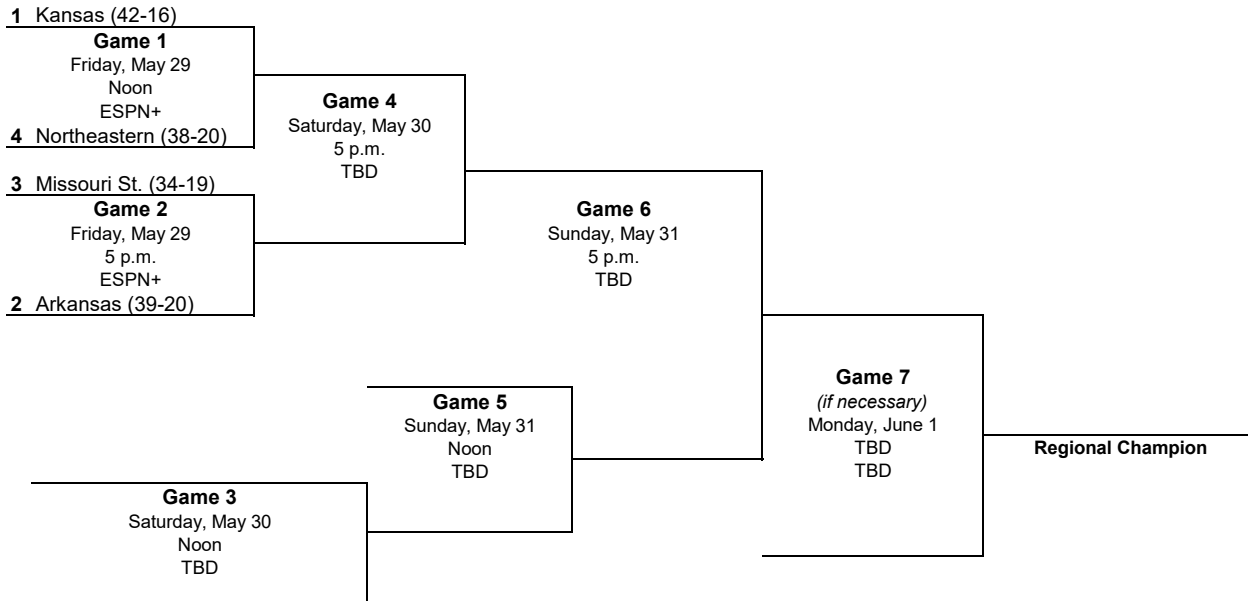 1 Kansas (42-16)
Game 1
Friday, May 29
Noon
ESPN+
4 Northeastern (38-20)
3 Missouri St. (34-19)
Game 2
Friday, May 29
5 p.m.
ESPN+
2 Arkansas (39-20)
Game 4
Saturday, May 30
5 p.m.
TBD
Game 6
Sunday, May 31
5 p.m.
TBD
Game 5
Sunday, May 31
Noon
TBD
Game 3
Saturday, May 30
Noon
TBD
Game 7
(if necessary)
Monday, June 1
TBD
TBD
Regional Champion